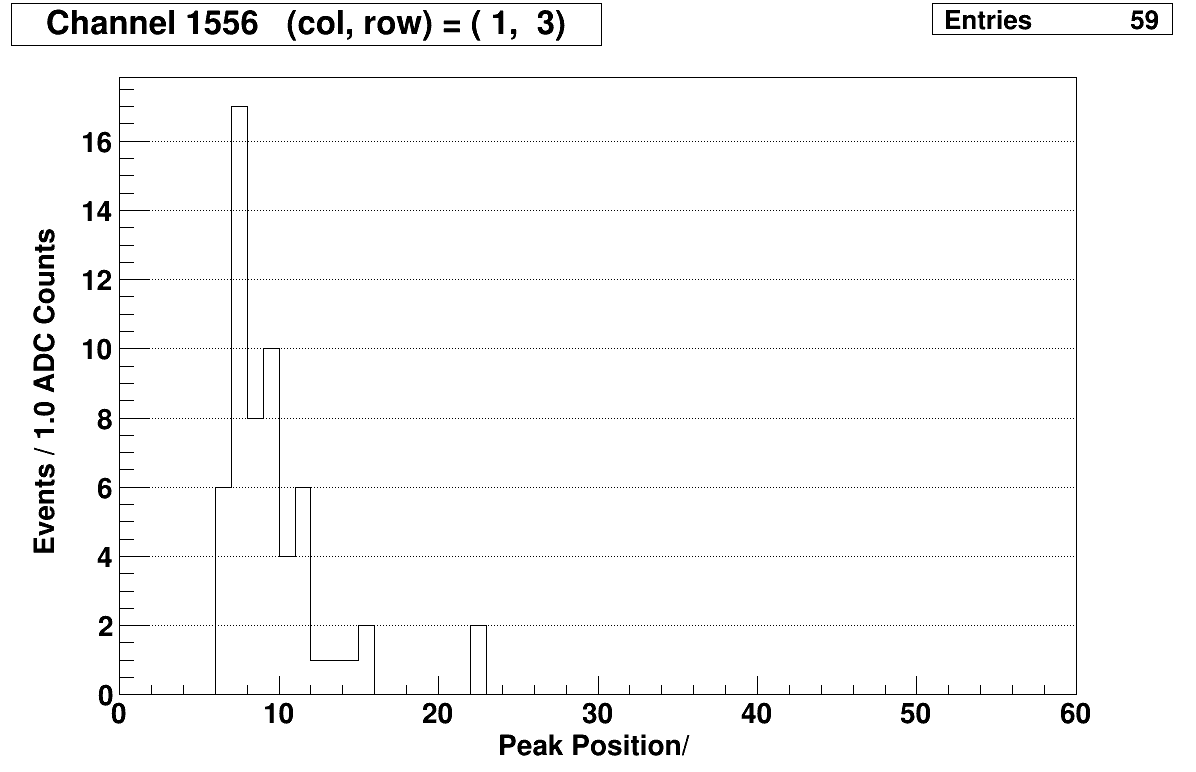 Channel 1556 (col, row) = ( 1, 3)
Entries 59
Events / 1.0 ADC Counts
16
14
12
10
8
6
4
2
0
0 10 20 30 40 50 60
Peak Position/